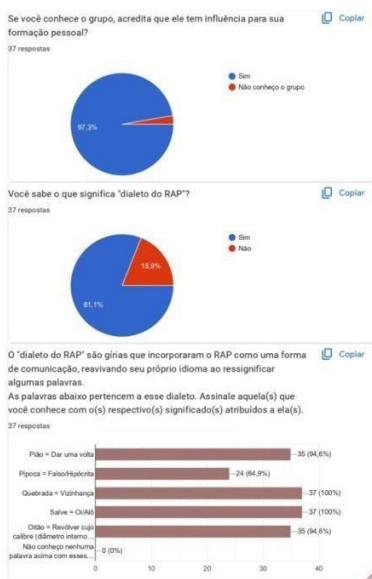 Se você conhece o grupo, acredita que ele tem influência para sua
formação pessoal?
Copiar
37 respostas
Sim
Não conheço o grupo
97,3%
Você sabe o que significa "dialeto do RAP"?
Copiar
37 respostas
Sim
Não
18,9%
81,1%
O "dialeto do RAP" são gírias que incorporaram o RAP como uma forma
Copiar
de comunicação, reavivando seu próprio idioma ao ressignificar
algumas palavras.
As palavras abaixo pertencem a esse dialeto. Assinale aquela(s) que
você conhece com o(s) respectivo(s) significado(s) atribuídos a ela(s).
37 respostas
Pião = Dar uma volta
35 (94,6%)
Pipoca = Falso/Hipócrita
24 (64,9%)
Quebrada = Vizinhança
37 (100%)
Salve = Oi/Alô
37 (100%)
Oitão = Revólver cujo
calibre (diâmetro interno...
35 (94,6%)
Não conheço nenhuma
palavra acima com esses...
0 (0%)
0 10 20 30 40